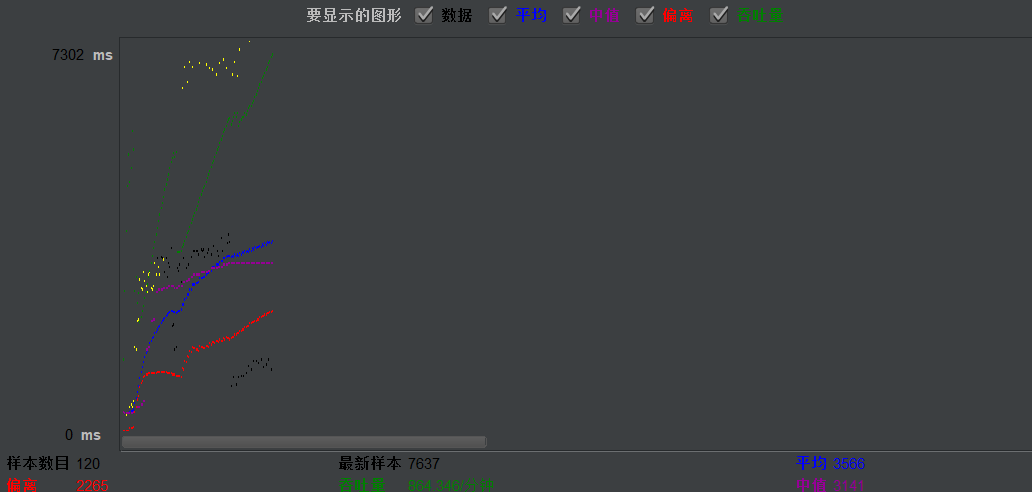 要显示的图形 数据 平均 中值 偏离 吞吐量
7302 ms
0 ms
样本数目 120 最新样本 7637 平均 3566
偏离 2265 吞吐量 864.346/分钟 中值 3141